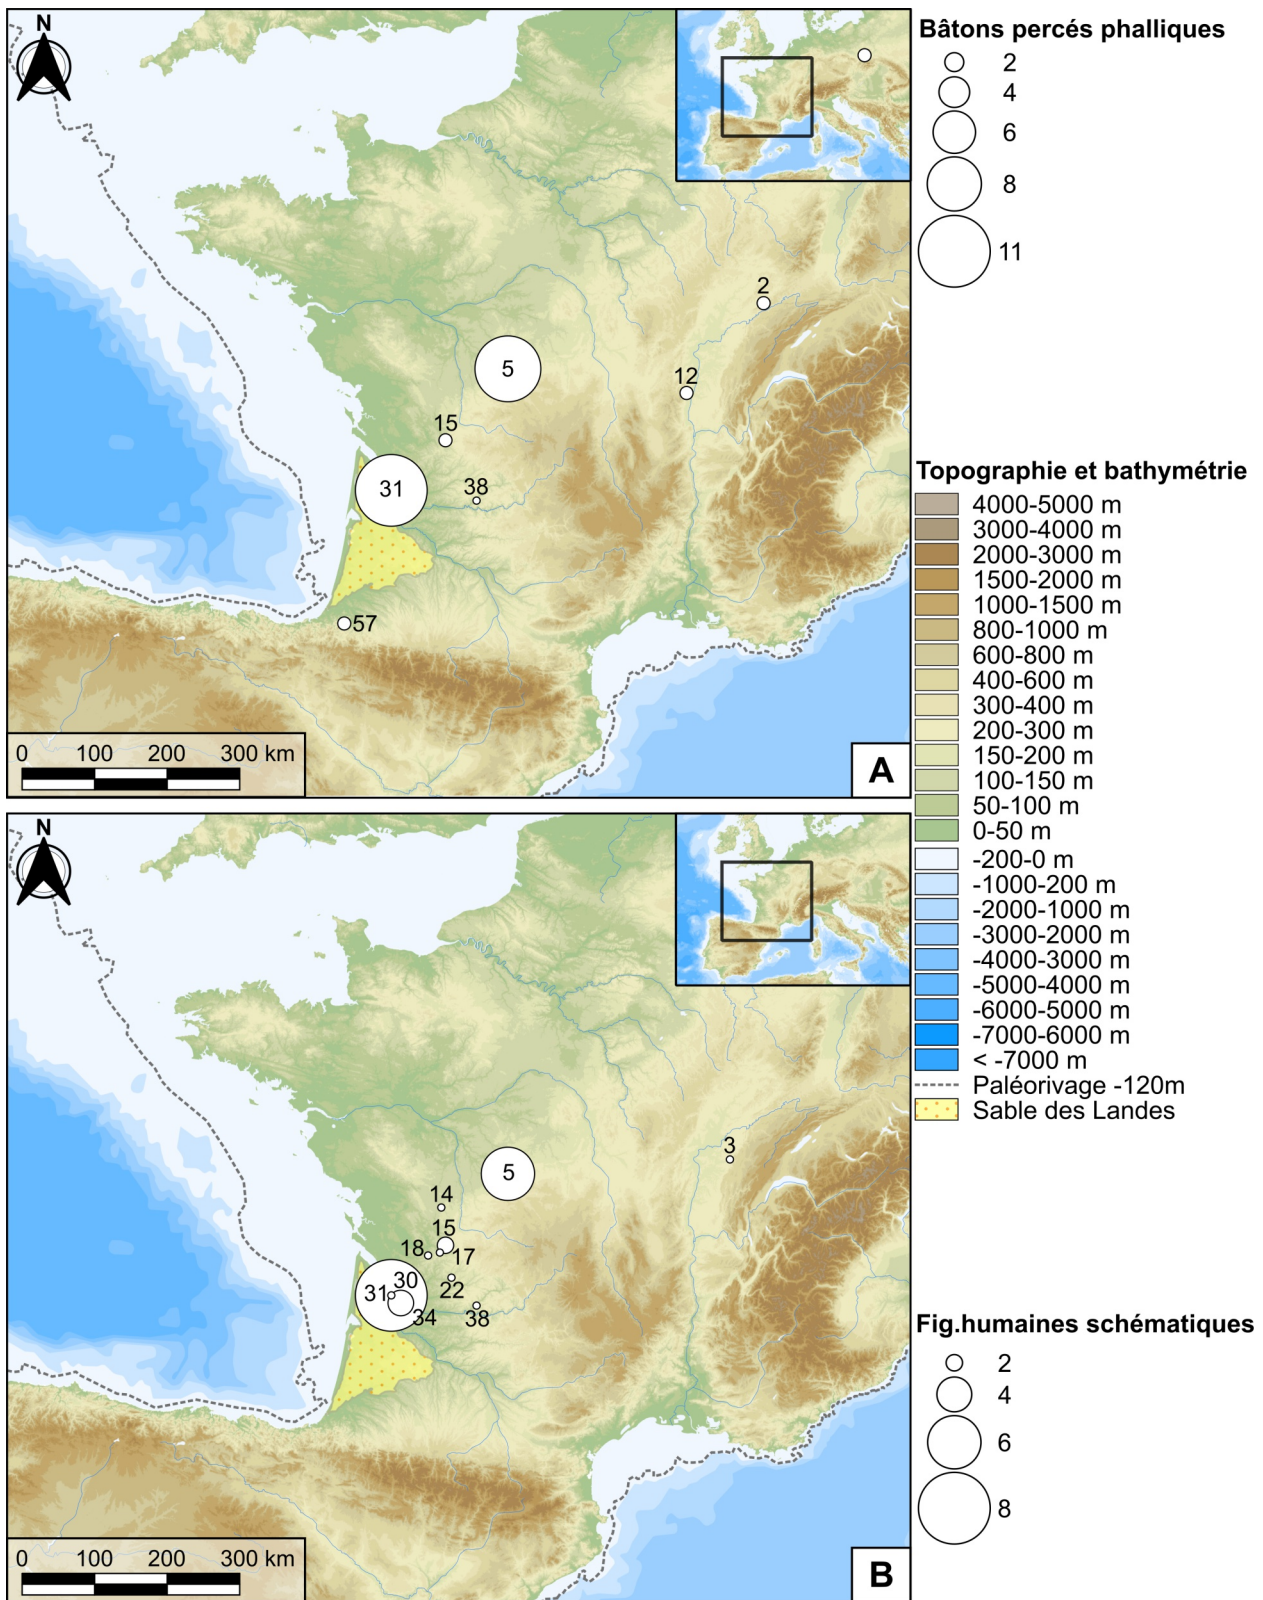 N
2
5
12
15
31
38
57
0 100 200 300 km
A
Bâtons percés phalliques
2
4
6
8
11
Topographie et bathymétrie
4000-5000 m
3000-4000 m
2000-3000 m
1500-2000 m
1000-1500 m
800-1000 m
600-800 m
400-600 m
300-400 m
200-300 m
150-200 m
100-150 m
50-100 m
0-50 m
-200-0 m
-1000-200 m
-2000-1000 m
-3000-2000 m
-4000-3000 m
-5000-4000 m
-6000-5000 m
-7000-6000 m
< -7000 m
Paléorivage -120m
Sable des Landes
N
3
5
14
15
18
17
30
22
31
34
38
0 100 200 300 km
B
Fig.humaines schématiques
2
4
6
8